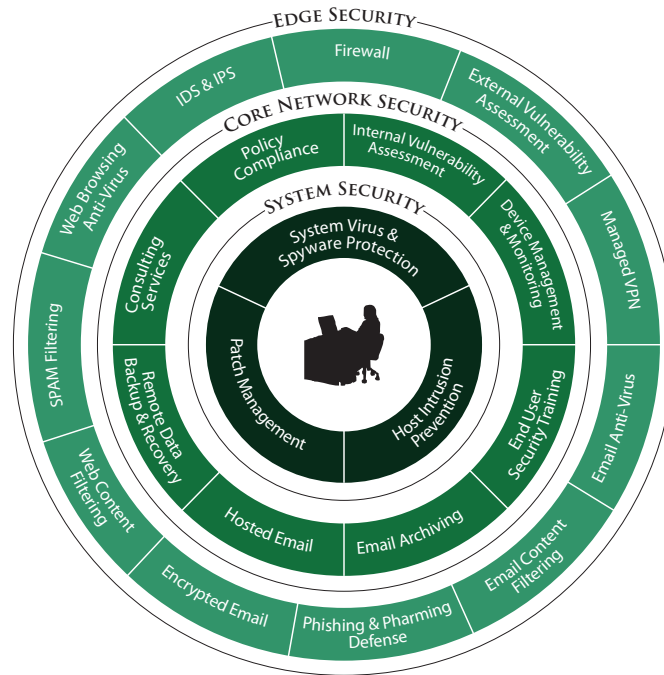 EDGE SECURITY
Firewall
External Vulnerability
Assessment
Managed VPN
Email Anti-Virus
Email Content
Filtering
Phishing & Pharming
Defense
Encrypted Email
Web Content
Filtering
SPAM Filtering
Web Browsing
Anti-Virus
IDS & IPS
CORE NETWORK SECURITY
Policy
Compliance
Internal Vulnerability
Assessment
Device Management
& Monitoring
End User
Security Training
Email Archiving
Hosted Email
Remote Data
Backup & Recovery
Consulting
Services
SYSTEM SECURITY
System Virus &
Spyware Protection
Host Intrusion
Prevention
Patch Management